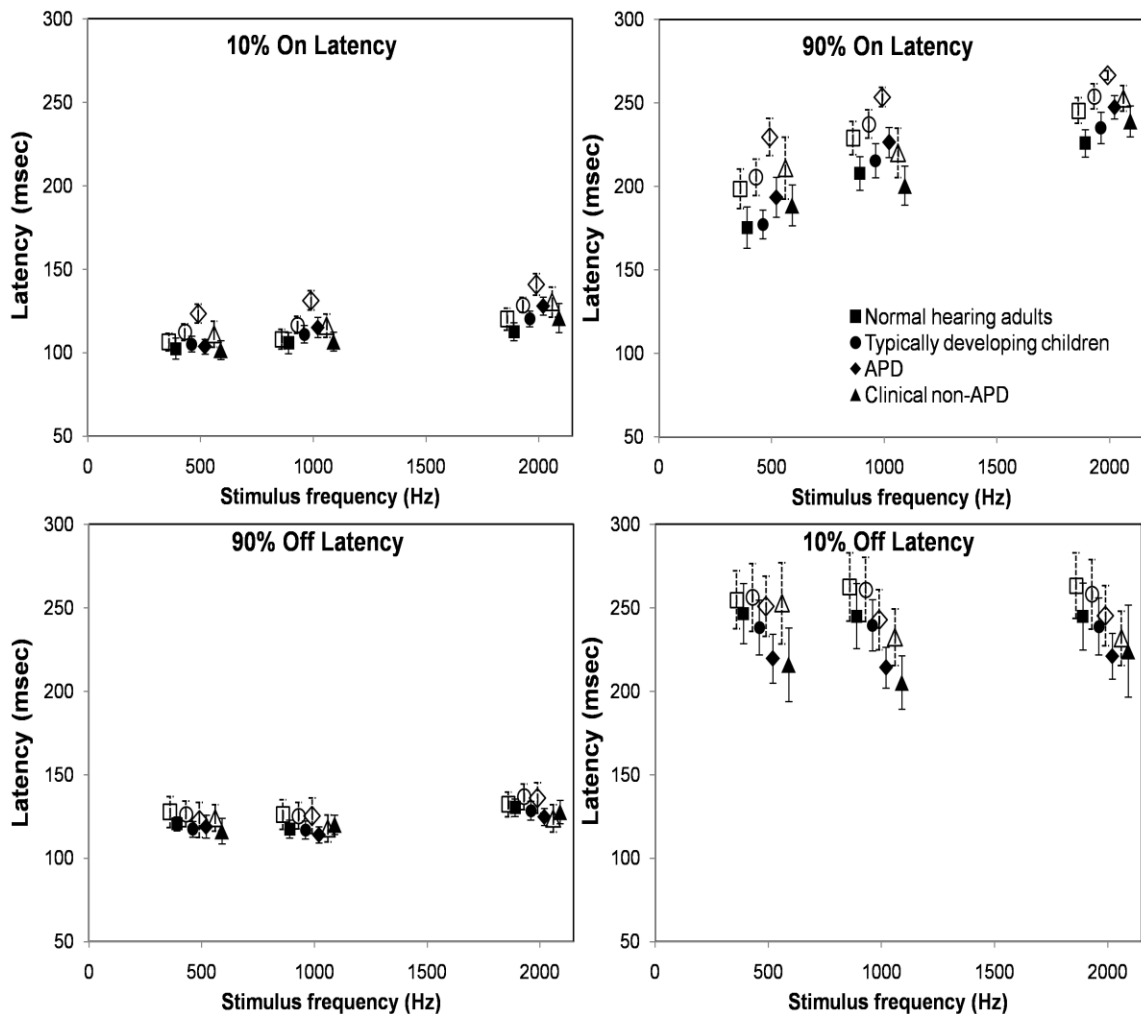 10% On Latency
300
250
200
150
100
50
Latency (msec)
0 500 1000 1500 2000
Stimulus frequency (Hz)
90% On Latency
300
250
200
150
100
50
Latency (msec)
Normal hearing adults
Typically developing children
APD
Clinical non-APD
0 500 1000 1500 2000
Stimulus frequency (Hz)
90% Off Latency
300
250
200
150
100
50
Latency (msec)
0 500 1000 1500 2000
Stimulus frequency (Hz)
10% Off Latency
300
250
200
150
100
50
Latency (msec)
0 500 1000 1500 2000
Stimulus frequency (Hz)